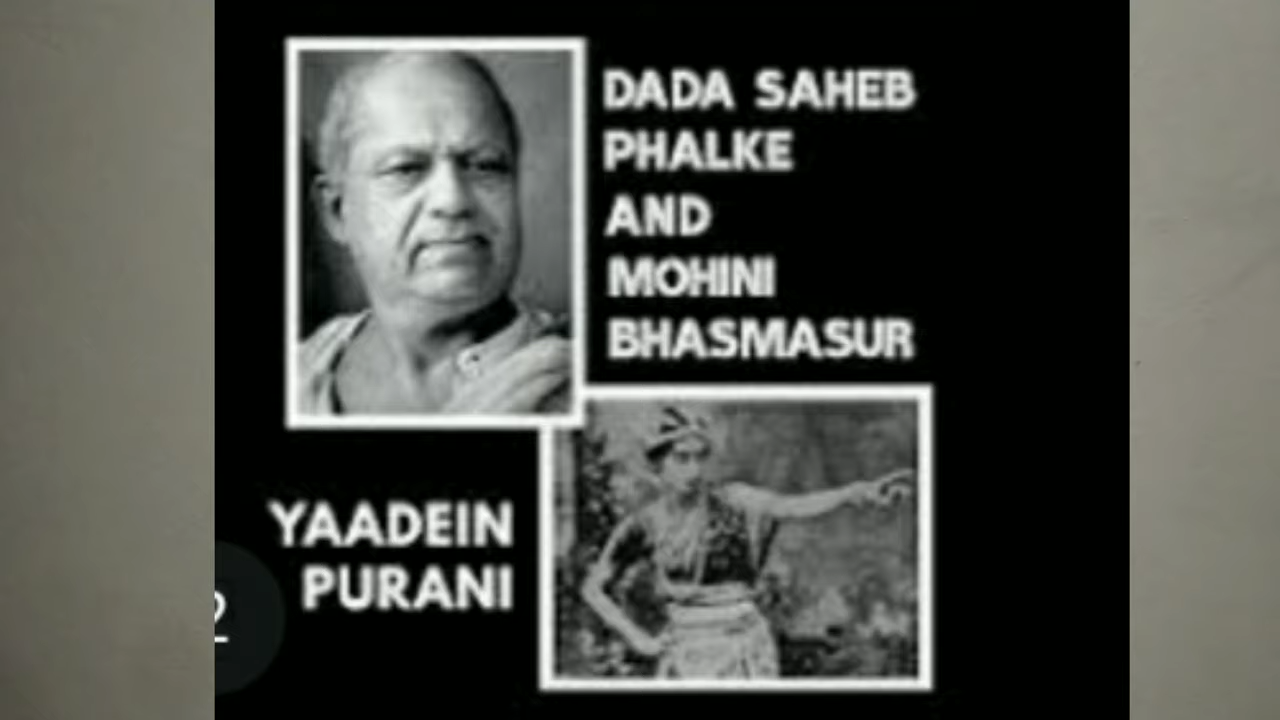 DADA SAHEB
PHALKE
AND
MOHINI
BHASMASUR
YAADEIN
PURANI